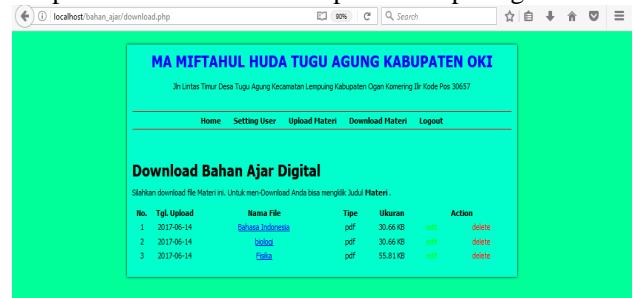 localhost/bahan_ajar/download.php
90%
Search
MA MIFTAHUL HUDA TUGU AGUNG KABUPATEN OKI
Jln Lintas Timur Desa Tugu Agung Kecamatan Lempuing Kabupaten Ogan Komering Ilir Kode Pos 30657
Home Setting User Upload Materi Download Materi Logout
Download Bahan Ajar Digital
Silahkan download file Materi ini. Untuk men-Download Anda bisa mengklik Judul Materi .
No. Tgl. Upload Nama File Tipe Ukuran Action
1 2017-06-14 Bahasa Indonesia pdf 30.66 KB edit delete
2 2017-06-14 biologi pdf 30.66 KB edit delete
3 2017-06-14 Fisika pdf 55.81 KB edit delete